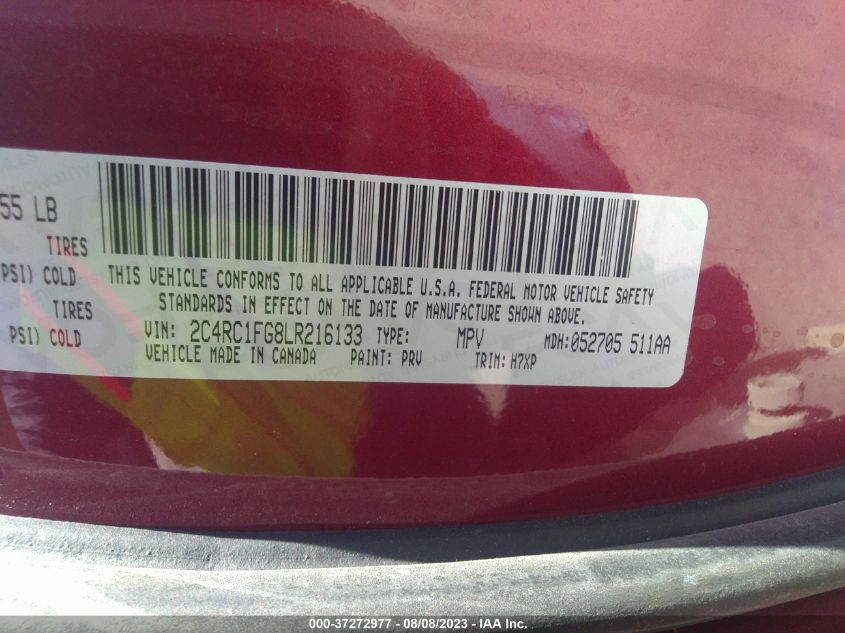 55 LB
TIRES
PSI) COLD
TIRES
PSI) COLD
THIS VEHICLE CONFORMS TO ALL APPLICABLE U.S.A. FEDERAL MOTOR VEHICLE SAFETY
STANDARDS IN EFFECT ON THE DATE OF MANUFACTURE SHOWN ABOVE.
VIN: 2C4RC1FG8LR216133 TYPE: MPV MDH: 052705 511AA
VEHICLE MADE IN CANADA PAINT: PRV TRIM: H7XP
000-37272977 - 08/08/2023 - IAA Inc.